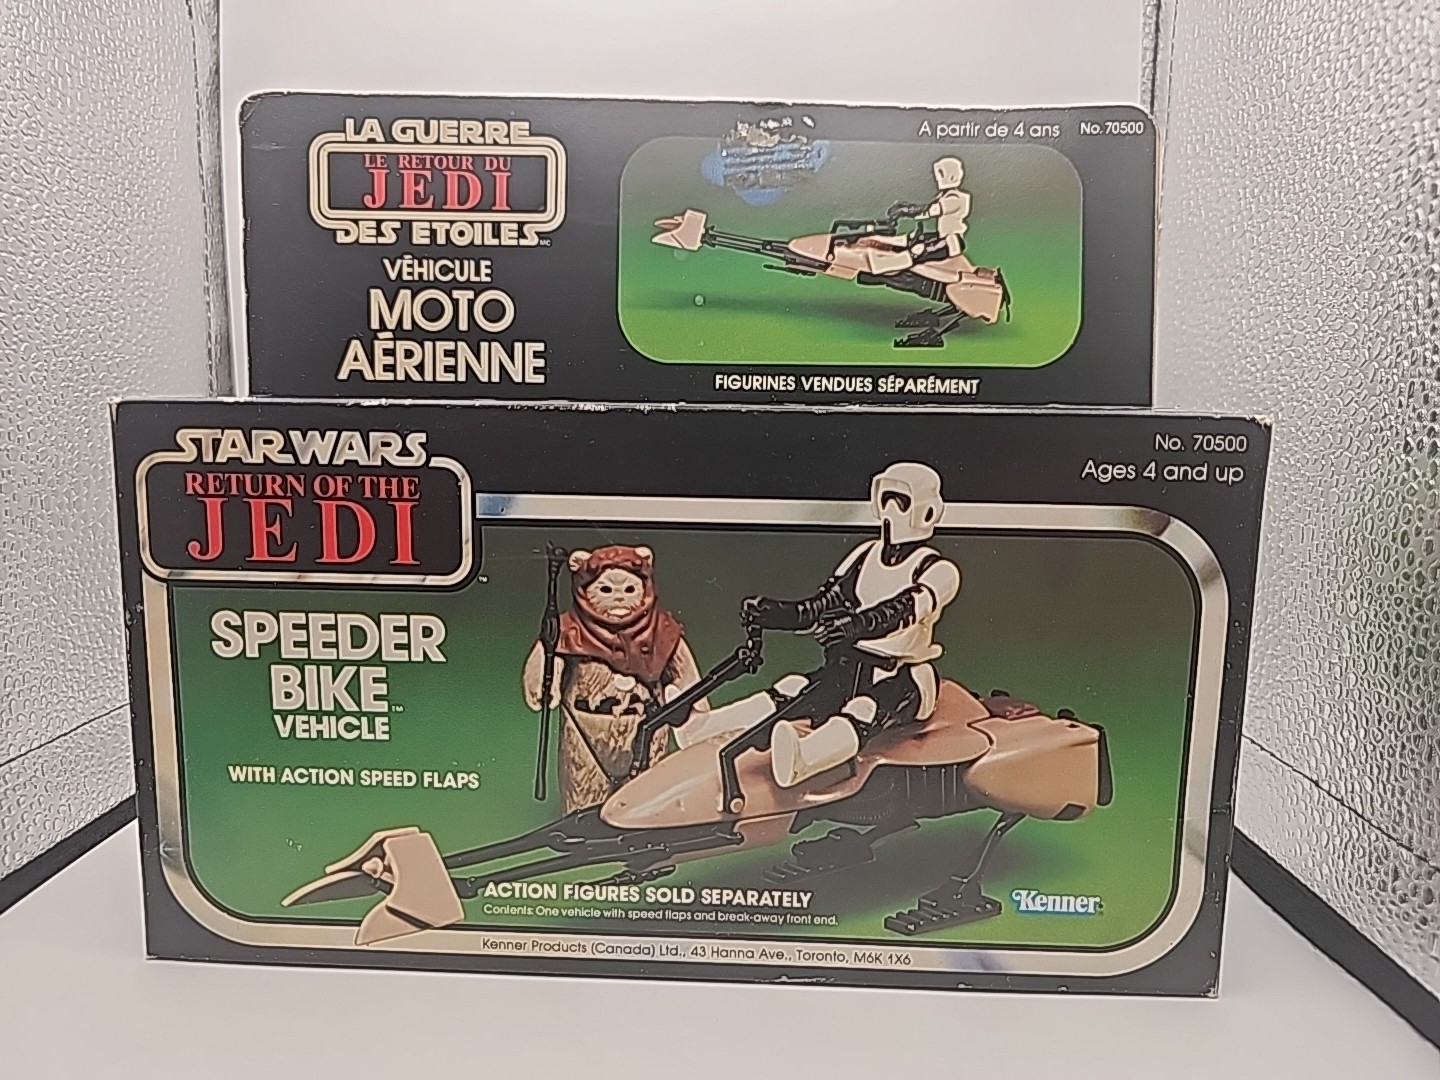 LA GUERRE
LE RETOUR DU
JEDI
DES ETOILES MC
VÉHICULE
MOTO
AÉRIENNE
A partir de 4 ans No. 70500
FIGURINES VENDUES SÉPARÉMENT
STAR WARS
RETURN OF THE
JEDI
TM
No. 70500
Ages 4 and up
SPEEDER
BIKE TM
VEHICLE
WITH ACTION SPEED FLAPS
ACTION FIGURES SOLD SEPARATELY
Contents: One vehicle with speed flaps and break-away front end.
Kenner
Kenner Products (Canada) Ltd., 43 Hanna Ave., Toronto, M6K 1X6